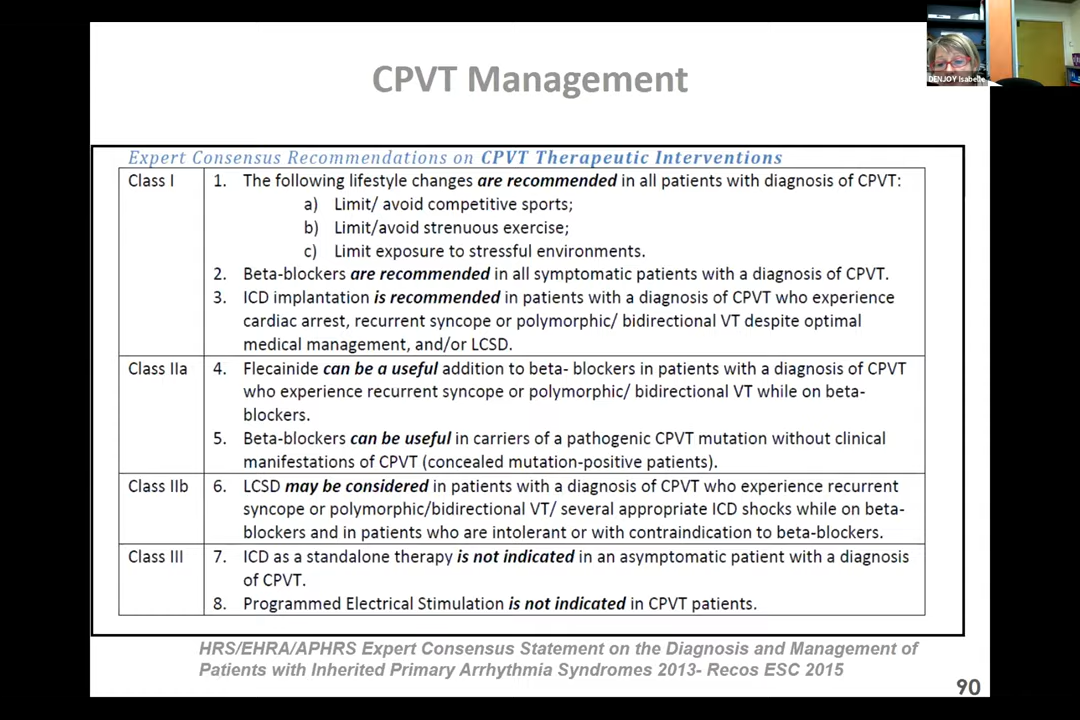 DENJOY Isabelle
CPVT Management
Expert Consensus Recommendations on CPVT Therapeutic Interventions
Class I
1. The following lifestyle changes are recommended in all patients with diagnosis of CPVT:
a) Limit/ avoid competitive sports;
b) Limit/avoid strenuous exercise;
c) Limit exposure to stressful environments.
2. Beta-blockers are recommended in all symptomatic patients with a diagnosis of CPVT.
3. ICD implantation is recommended in patients with a diagnosis of CPVT who experience
cardiac arrest, recurrent syncope or polymorphic/ bidirectional VT despite optimal
medical management, and/or LCSD.
Class IIa
4. Flecainide can be a useful addition to beta- blockers in patients with a diagnosis of CPVT
who experience recurrent syncope or polymorphic/ bidirectional VT while on beta-
blockers.
5. Beta-blockers can be useful in carriers of a pathogenic CPVT mutation without clinical
manifestations of CPVT (concealed mutation-positive patients).
Class IIb
6. LCSD may be considered in patients with a diagnosis of CPVT who experience recurrent
syncope or polymorphic/bidirectional VT/ several appropriate ICD shocks while on beta-
blockers and in patients who are intolerant or with contraindication to beta-blockers.
Class III
7. ICD as a standalone therapy is not indicated in an asymptomatic patient with a diagnosis
of CPVT.
8. Programmed Electrical Stimulation is not indicated in CPVT patients.
HRS/EHRA/APHRS Expert Consensus Statement on the Diagnosis and Management of
Patients with Inherited Primary Arrhythmia Syndromes 2013- Recos ESC 2015
90